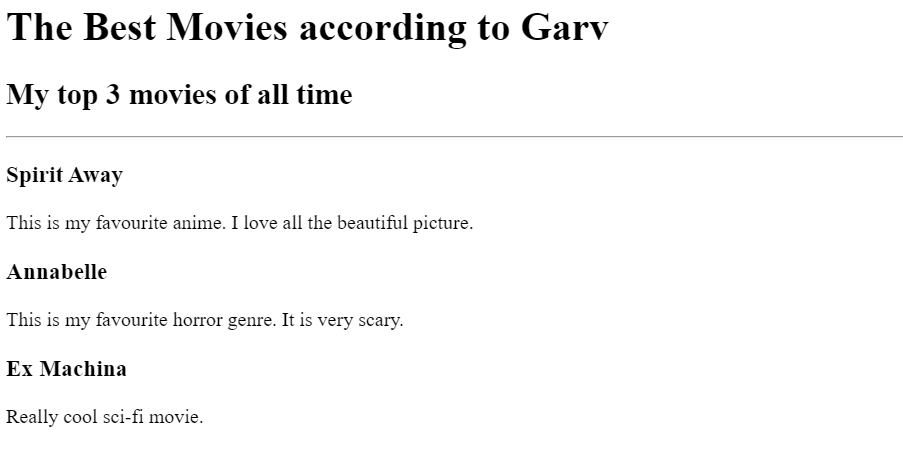 The Best Movies according to Garv
My top 3 movies of all time
Spirit Away
This is my favourite anime. I love all the beautiful picture.
Annabelle
This is my favourite horror genre. It is very scary.
Ex Machina
Really cool sci-fi movie.